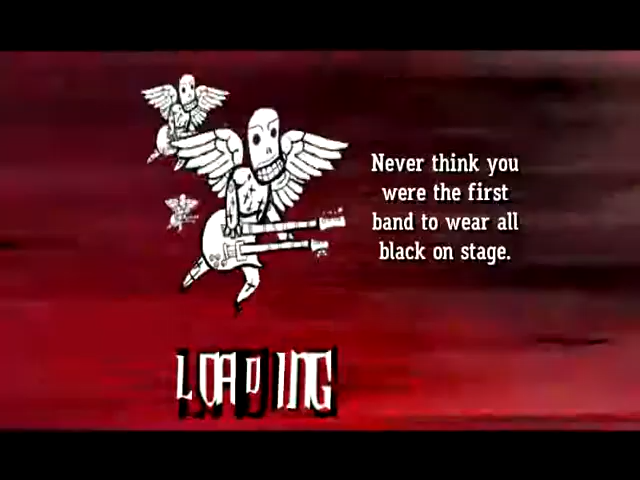 Never think you
were the first
band to wear all
black on stage.
LOADING